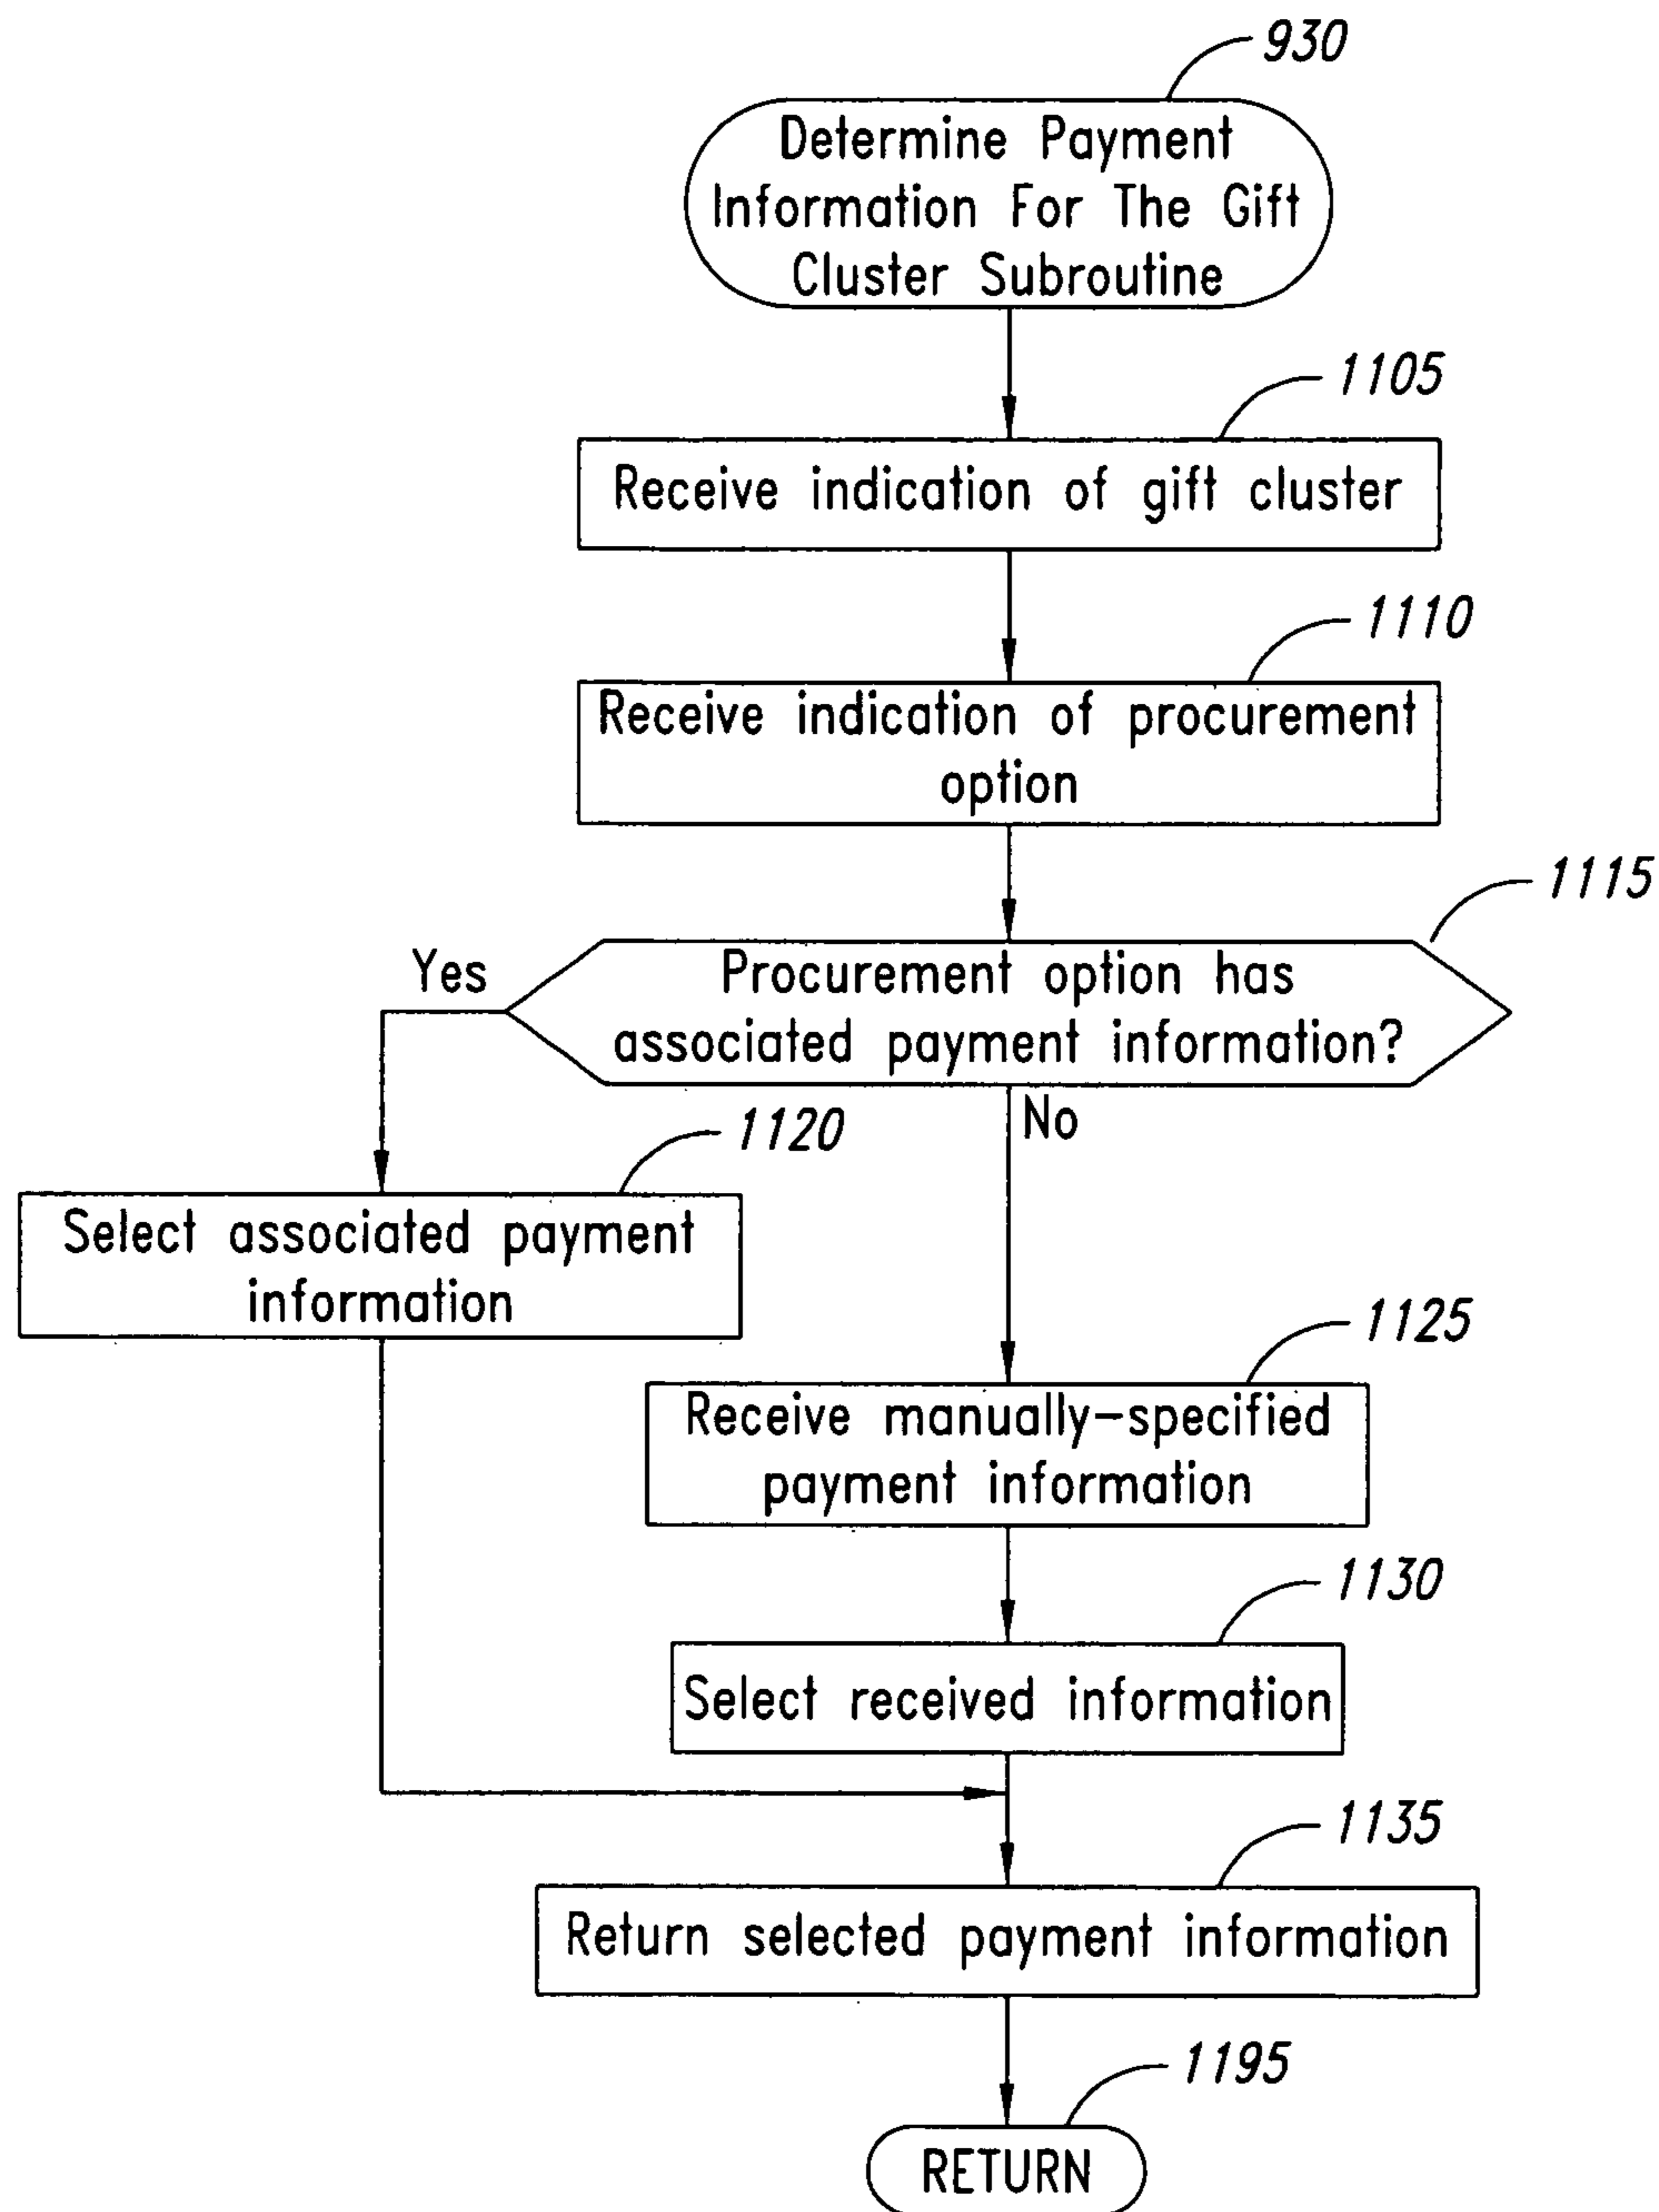 930
Determine Payment
Information For The Gift
Cluster Subroutine
1105
Receive indication of gift cluster
1110
Receive indication of procurement
option
1115
Yes
Procurement option has
associated payment information?
No
1120
Select associated payment
information
1125
Receive manually-specified
payment information
1130
Select received information
1135
Return selected payment information
1195
RETURN